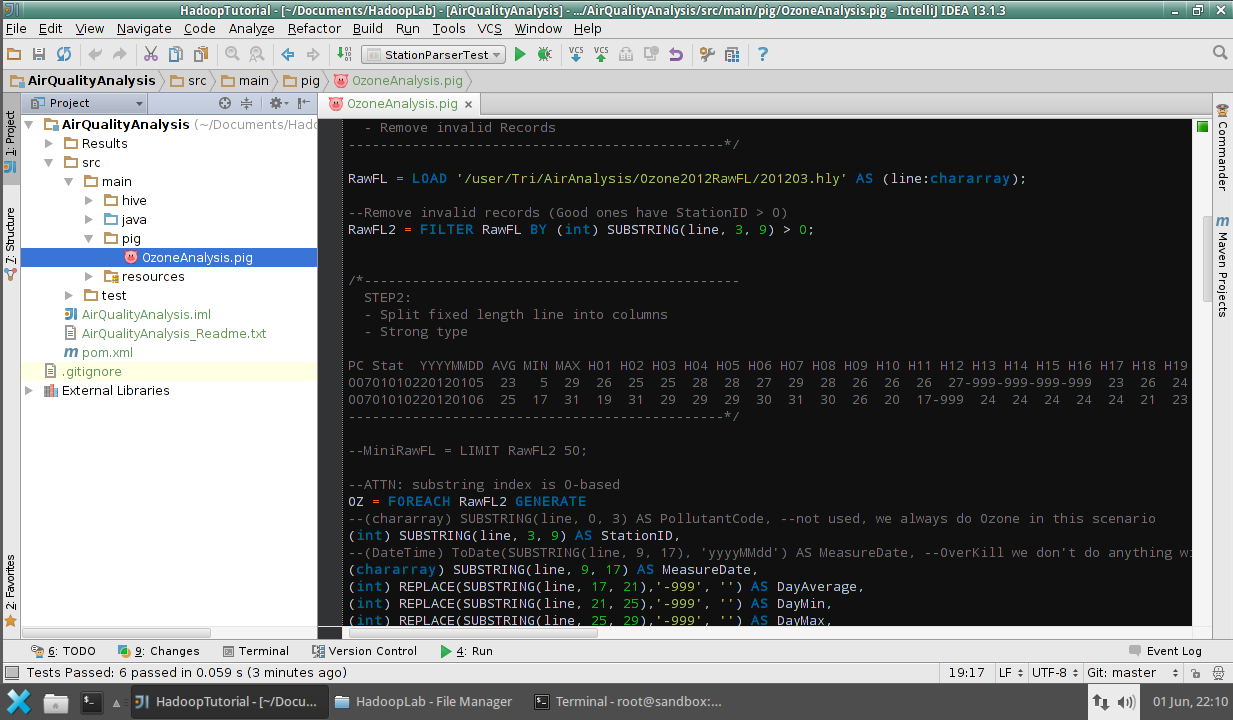 HadoopTutorial - [~/Documents/HadoopLab] - [AirQualityAnalysis] - .../AirQualityAnalysis/src/main/pig/OzoneAnalysis.pig - IntelliJ IDEA 13.1.3
File Edit View Navigate Code Analyze Refactor Build Run Tools VCS Window Help
StationParserTest VCS VCS
AirQualityAnalysis src main pig OzoneAnalysis.pig
Project OzoneAnalysis.pig
1: Project
7: Structure
2: Favorites
AirQualityAnalysis (~/Documents/Hado
Results
src
main
hive
java
pig
OzoneAnalysis.pig
resources
test
AirQualityAnalysis.iml
AirQualityAnalysis_Readme.txt
pom.xml
.gitignore
External Libraries
- Remove invalid Records
-----------------------------------------------*/
RawFL = LOAD '/user/Tri/AirAnalysis/Ozone2012RawFL/201203.hly' AS (line:chararray);
--Remove invalid records (Good ones have StationID > 0)
RawFL2 = FILTER RawFL BY (int) SUBSTRING(line, 3, 9) > 0;
/*-----------------------------------------------
STEP2:
- Split fixed length line into columns
- Strong type
PC Stat  YYYYMMDD AVG MIN MAX H01 H02 H03 H04 H05 H06 H07 H08 H09 H10 H11 H12 H13 H14 H15 H16 H17 H18 H19
00701010220120105  23   5  29  26  25  25  28  28  27  29  28  26  26  26  27-999-999-999-999  23  26  24
00701010220120106  25  17  31  19  31  29  29  29  30  31  30  26  20  17-999  24  24  24  24  24  21  23
-----------------------------------------------*/
--MiniRawFL = LIMIT RawFL2 50;
--ATTN: substring index is 0-based
OZ = FOREACH RawFL2 GENERATE
--(chararray) SUBSTRING(line, 0, 3) AS PollutantCode, --not used, we always do Ozone in this scenario
(int) SUBSTRING(line, 3, 9) AS StationID,
--(DateTime) ToDate(SUBSTRING(line, 9, 17), 'yyyyMMdd') AS MeasureDate, --OverKill we don't do anything wi
(chararray) SUBSTRING(line, 9, 17) AS MeasureDate,
(int) REPLACE(SUBSTRING(line, 17, 21),'-999', '') AS DayAverage,
(int) REPLACE(SUBSTRING(line, 21, 25),'-999', '') AS DayMin,
(int) REPLACE(SUBSTRING(line, 25, 29),'-999', '') AS DayMax,
Commander
Maven Projects
6: TODO 9: Changes Terminal Version Control 4: Run Event Log
Tests Passed: 6 passed in 0.059 s (3 minutes ago) 19:17 LF UTF-8 Git: master
HadoopTutorial - [~/Docu... HadoopLab - File Manager Terminal - root@sandbox:... 01 Jun, 22:10